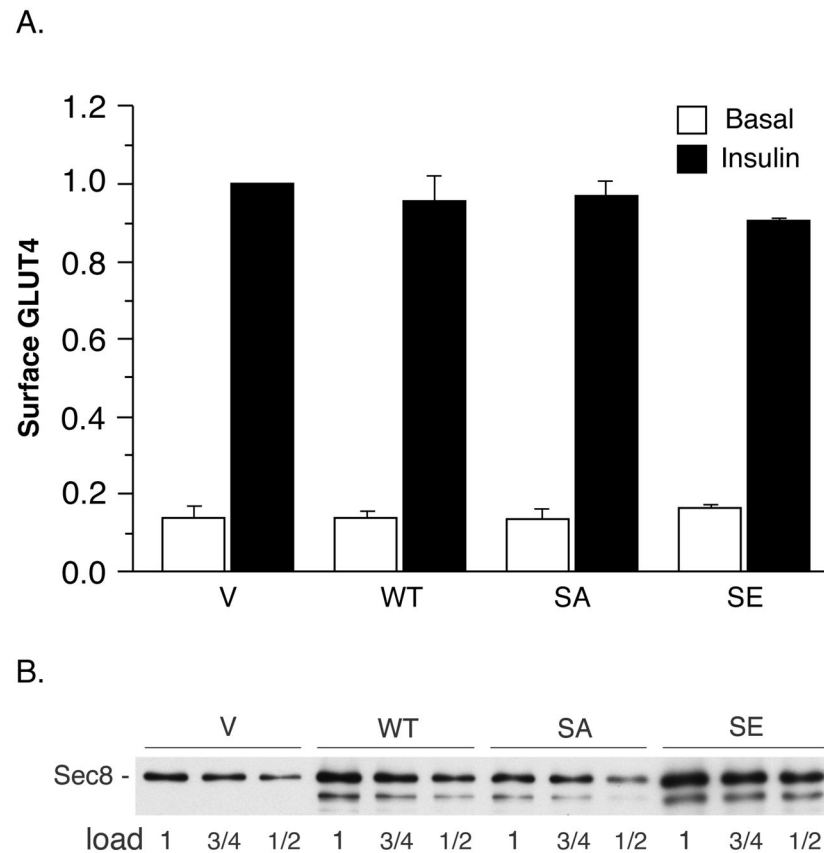 A.
Surface GLUT4
1.2
1.0
0.8
0.6
0.4
0.2
0.0
Basal
Insulin
V WT SA SE
B.
V WT SA SE
Sec8 -
load 1 3/4 1/2 1 3/4 1/2 1 3/4 1/2 1 3/4 1/2